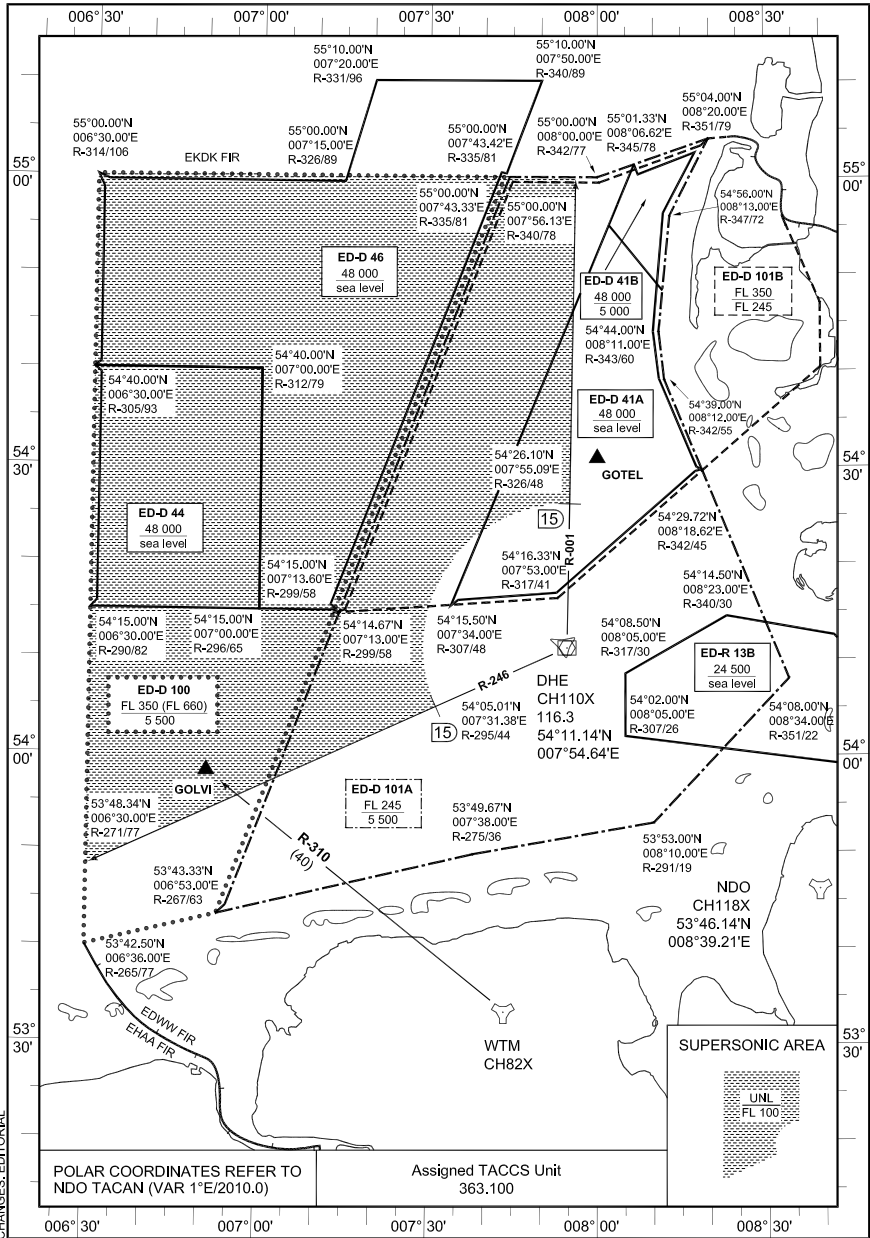 006°30' 007°00' 007°30' 008°00' 008°30'
55°10.00'N
007°20.00'E
R-331/96
55°10.00'N
007°50.00'E
R-340/89
55°00.00'N
006°30.00'E
R-314/106
EKDK FIR
55°00.00'N
007°15.00'E
R-326/89
55°00.00'N
007°43.42'E
R-335/81
55°00.00'N
008°00.00'E
R-342/77
55°01.33'N
008°06.62'E
R-345/78
55°04.00'N
008°20.00'E
R-351/79
55°
00'
55°
00'
55°00.00'N
007°43.33'E
R-335/81
55°00.00'N
007°56.13'E
R-340/78
54°56.00'N
008°13,00'E
R-347/72
ED-D 46
48 000
sea level
ED-D 41B
48 000
5 000
ED-D 101B
FL 350
FL 245
54°44.00'N
008°11.00'E
R-343/60
54°40.00'N
006°30.00'E
R-305/93
54°40.00'N
007°00.00'E
R-312/79
ED-D 41A
48 000
sea level
54°39.00'N
008°12.00'E
R-342/55
54°
30'
54°
30'
54°26.10'N
007°55.09'E
R-326/48
GOTEL
ED-D 44
48 000
sea level
15
R-001
54°29.72'N
008°18.62'E
R-342/45
54°15.00'N
007°13.60'E
R-299/58
54°16.33'N
007°53.00'E
R-317/41
54°14.50'N
008°23.00'E
R-340/30
54°15.00'N
006°30.00'E
R-290/82
54°15.00'N
007°00.00'E
R-296/65
54°14.67'N
007°13.00'E
R-299/58
54°15.50'N
007°34.00'E
R-307/48
54°08.50'N
008°05.00'E
R-317/30
ED-R 13B
24 500
sea level
ED-D 100
FL 350 (FL 660)
5 500
R-246
DHE
CH110X
116.3
54°11.14'N
007°54.64'E
54°05.01'N
007°31.38'E
R-295/44
15
54°02.00'N
008°05.00'E
R-307/26
54°08.00'N
008°34.00'E
R-351/22
54°
00'
54°
00'
GOLVI
53°48.34'N
006°30.00'E
R-271/77
ED-D 101A
FL 245
5 500
53°49.67'N
007°38.00'E
R-275/36
R-310
(40)
53°53.00'N
008°10.00'E
R-291/19
53°43.33'N
006°53.00'E
R-267/63
NDO
CH118X
53°46.14'N
008°39.21'E
53°42.50'N
006°36.00'E
R-265/77
EDWW FIR
EHAA FIR
53°
30'
53°
30'
WTM
CH82X
SUPERSONIC AREA
UNL
FL 100
CHANGES: EDITORIAL
POLAR COORDINATES REFER TO
NDO TACAN (VAR 1°E/2010.0)
Assigned TACCS Unit
363.100
006°30' 007°00' 007°30' 008°00' 008°30'